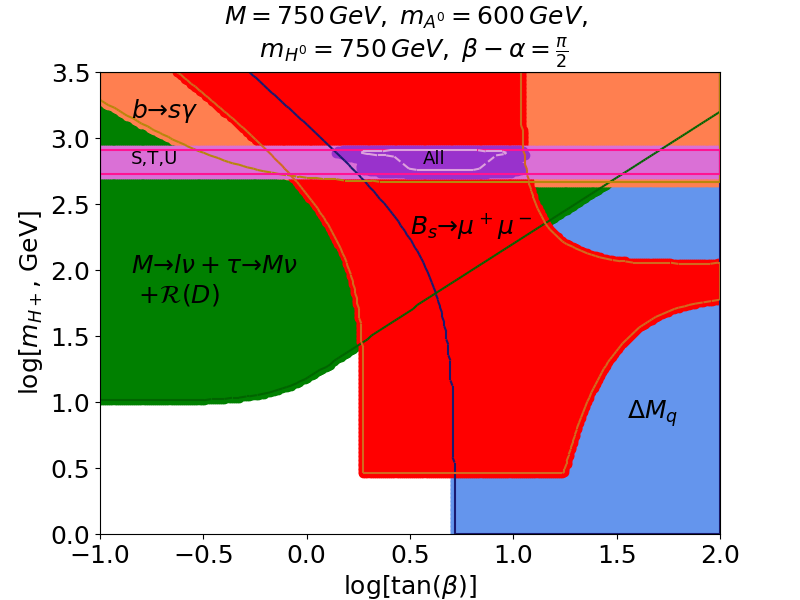 M = 750 GeV, m_{A^0} = 600 GeV,
m_{H^0} = 750 GeV, β − α = π/2
3.5
3.0
2.5
2.0
1.5
1.0
0.5
0.0
log[m_{H+}, GeV]
b→sγ
S,T,U
All
B_s→μ⁺μ⁻
M→lν + τ→Mν
+ℛ(D)
ΔM_q
−1.0 −0.5 0.0 0.5 1.0 1.5 2.0
log[tan(β)]